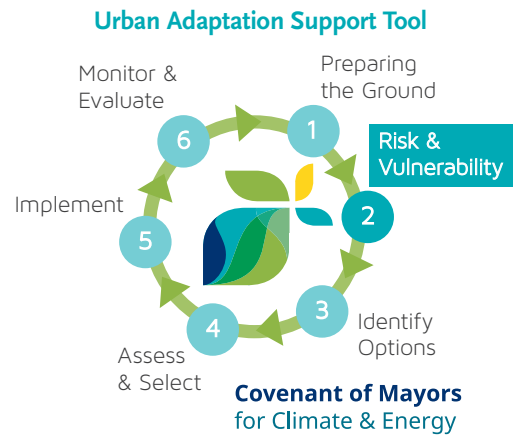 Urban Adaptation Support Tool
Preparing
the Ground
1
Risk &
Vulnerability
2
Identify
Options
3
Assess
& Select
4
Implement
5
Monitor &
Evaluate
6
Covenant of Mayors
for Climate & Energy